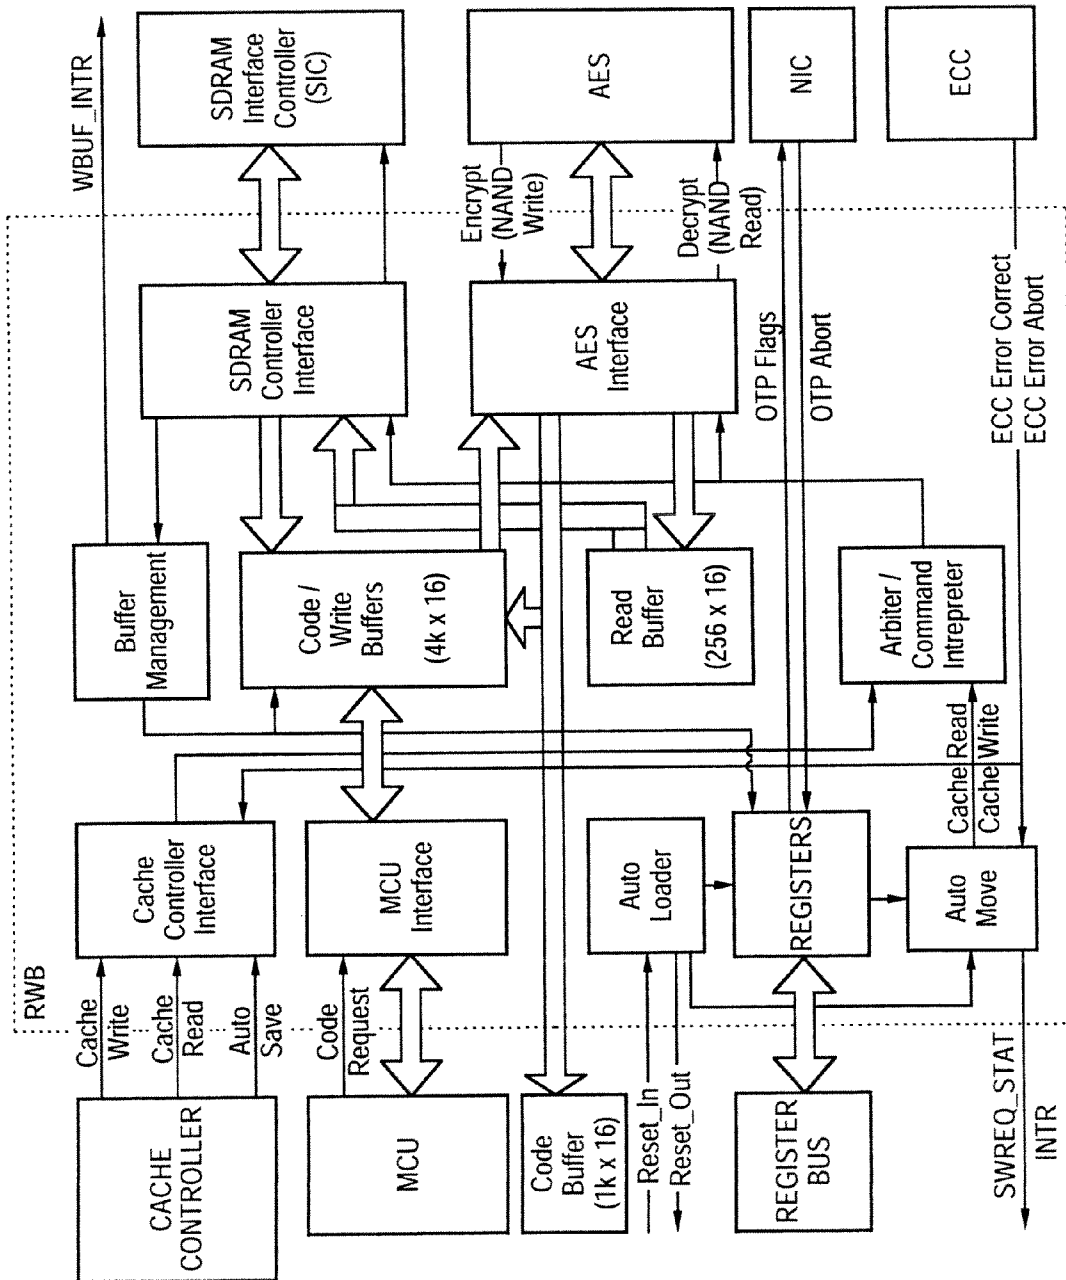 RWB
CACHE
CONTROLLER
Cache
Write
Cache
Read
Auto
Save
Cache
Controller
Interface
Buffer
Management
WBUF_INTR
SDRAM
Controller
Interface
SDRAM
Interface
Controller
(SIC)
MCU
Code
Request
MCU
Interface
Code /
Write
Buffers
(4k x 16)
Encrypt
(NAND
Write)
AES
Interface
Decrypt
(NAND
Read)
AES
Code
Buffer
(1k x 16)
Read
Buffer
(256 x 16)
Reset_In
Reset_Out
Auto
Loader
OTP Flags
OTP Abort
NIC
REGISTER
BUS
REGISTERS
Arbiter /
Command
Intrepreter
Cache Read
Cache Write
Auto
Move
ECC Error Correct
ECC Error Abort
ECC
SWREQ_STAT
INTR